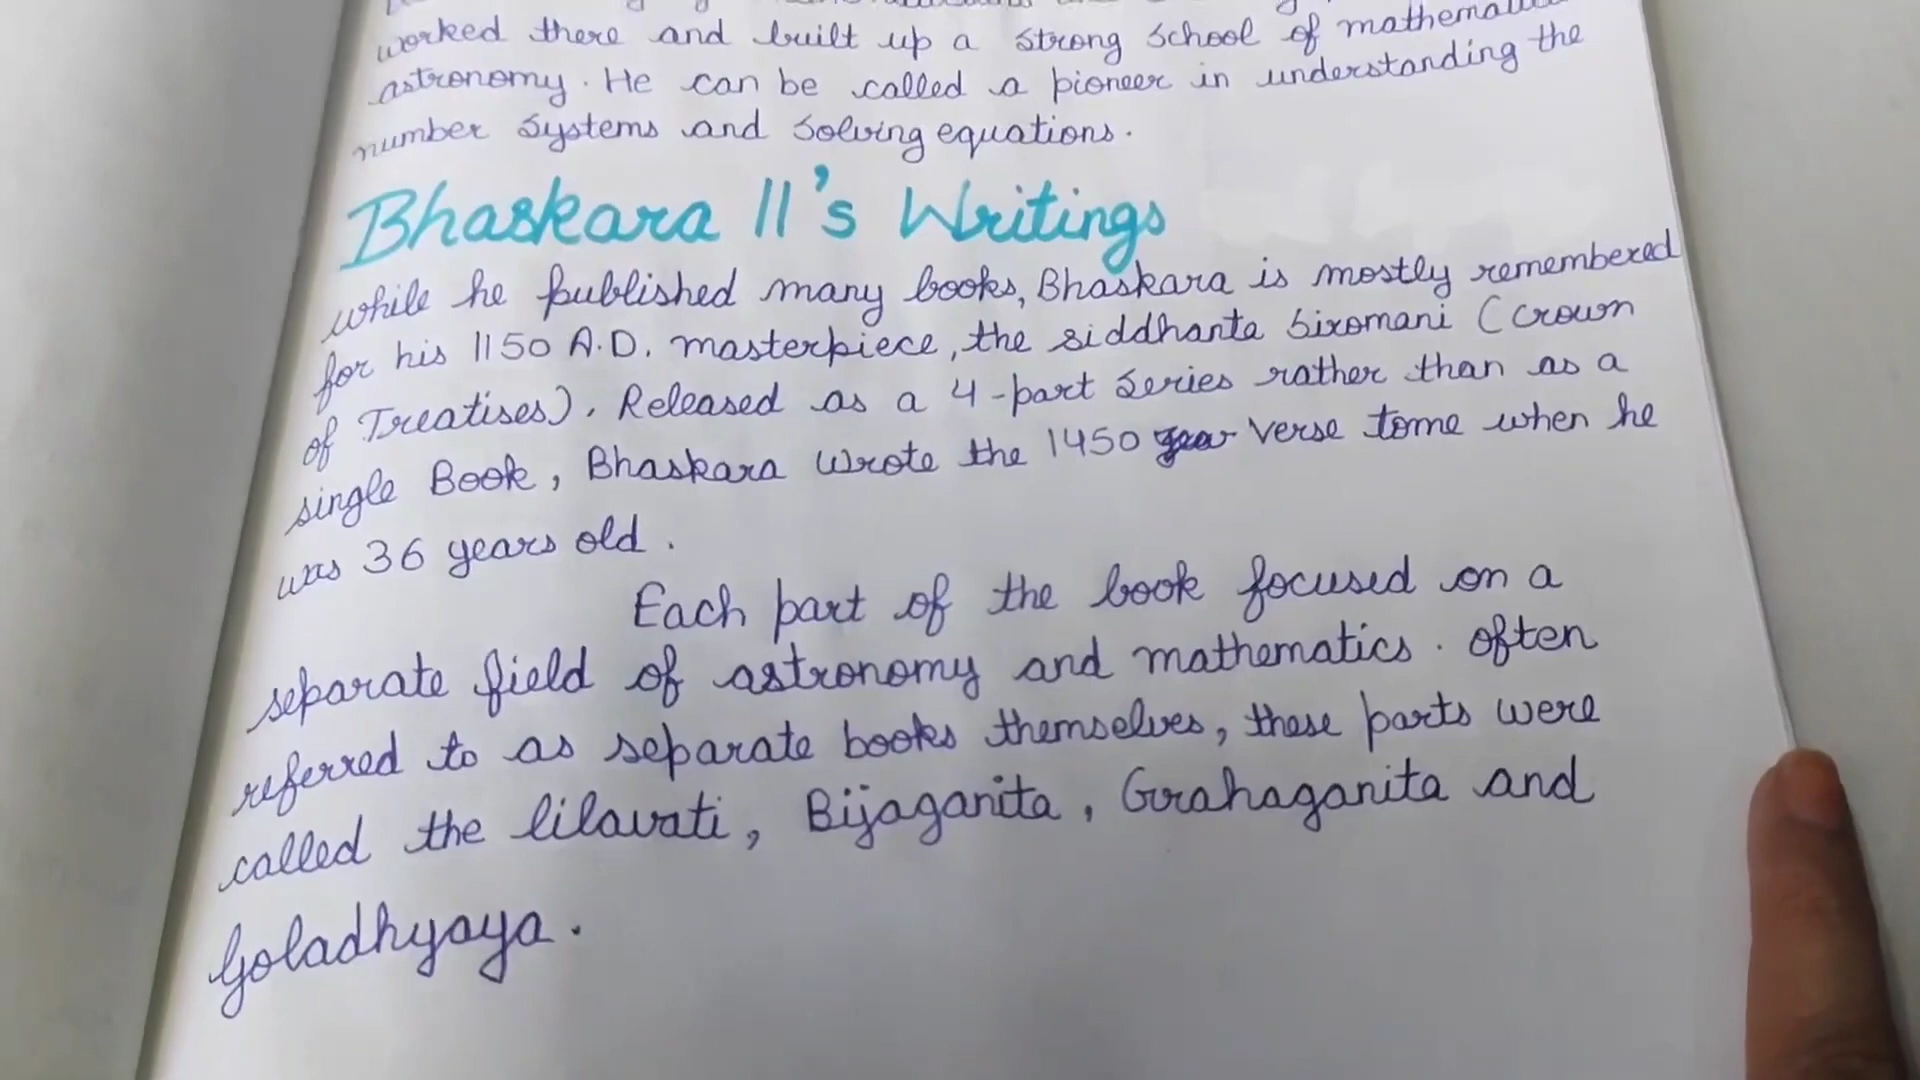 worked there and built up a strong school of
astronomy. He can be called a pioneer in understanding the
number systems and solving equations.
Bhaskara II's Writings
while he published many books, Bhaskara is mostly remembered
for his 1150 A.D. masterpiece, the siddhanta siromani (crown
of Treatises). Released as a 4-part series rather than as a
single Book, Bhaskara wrote the 1450 verse tome when he
was 36 years old.
Each part of the book focused on a
separate field of astronomy and mathematics. often
referred to as separate books themselves, these parts were
called the lilavati, Bijaganita, Grahaganita and
Goladhyaya.